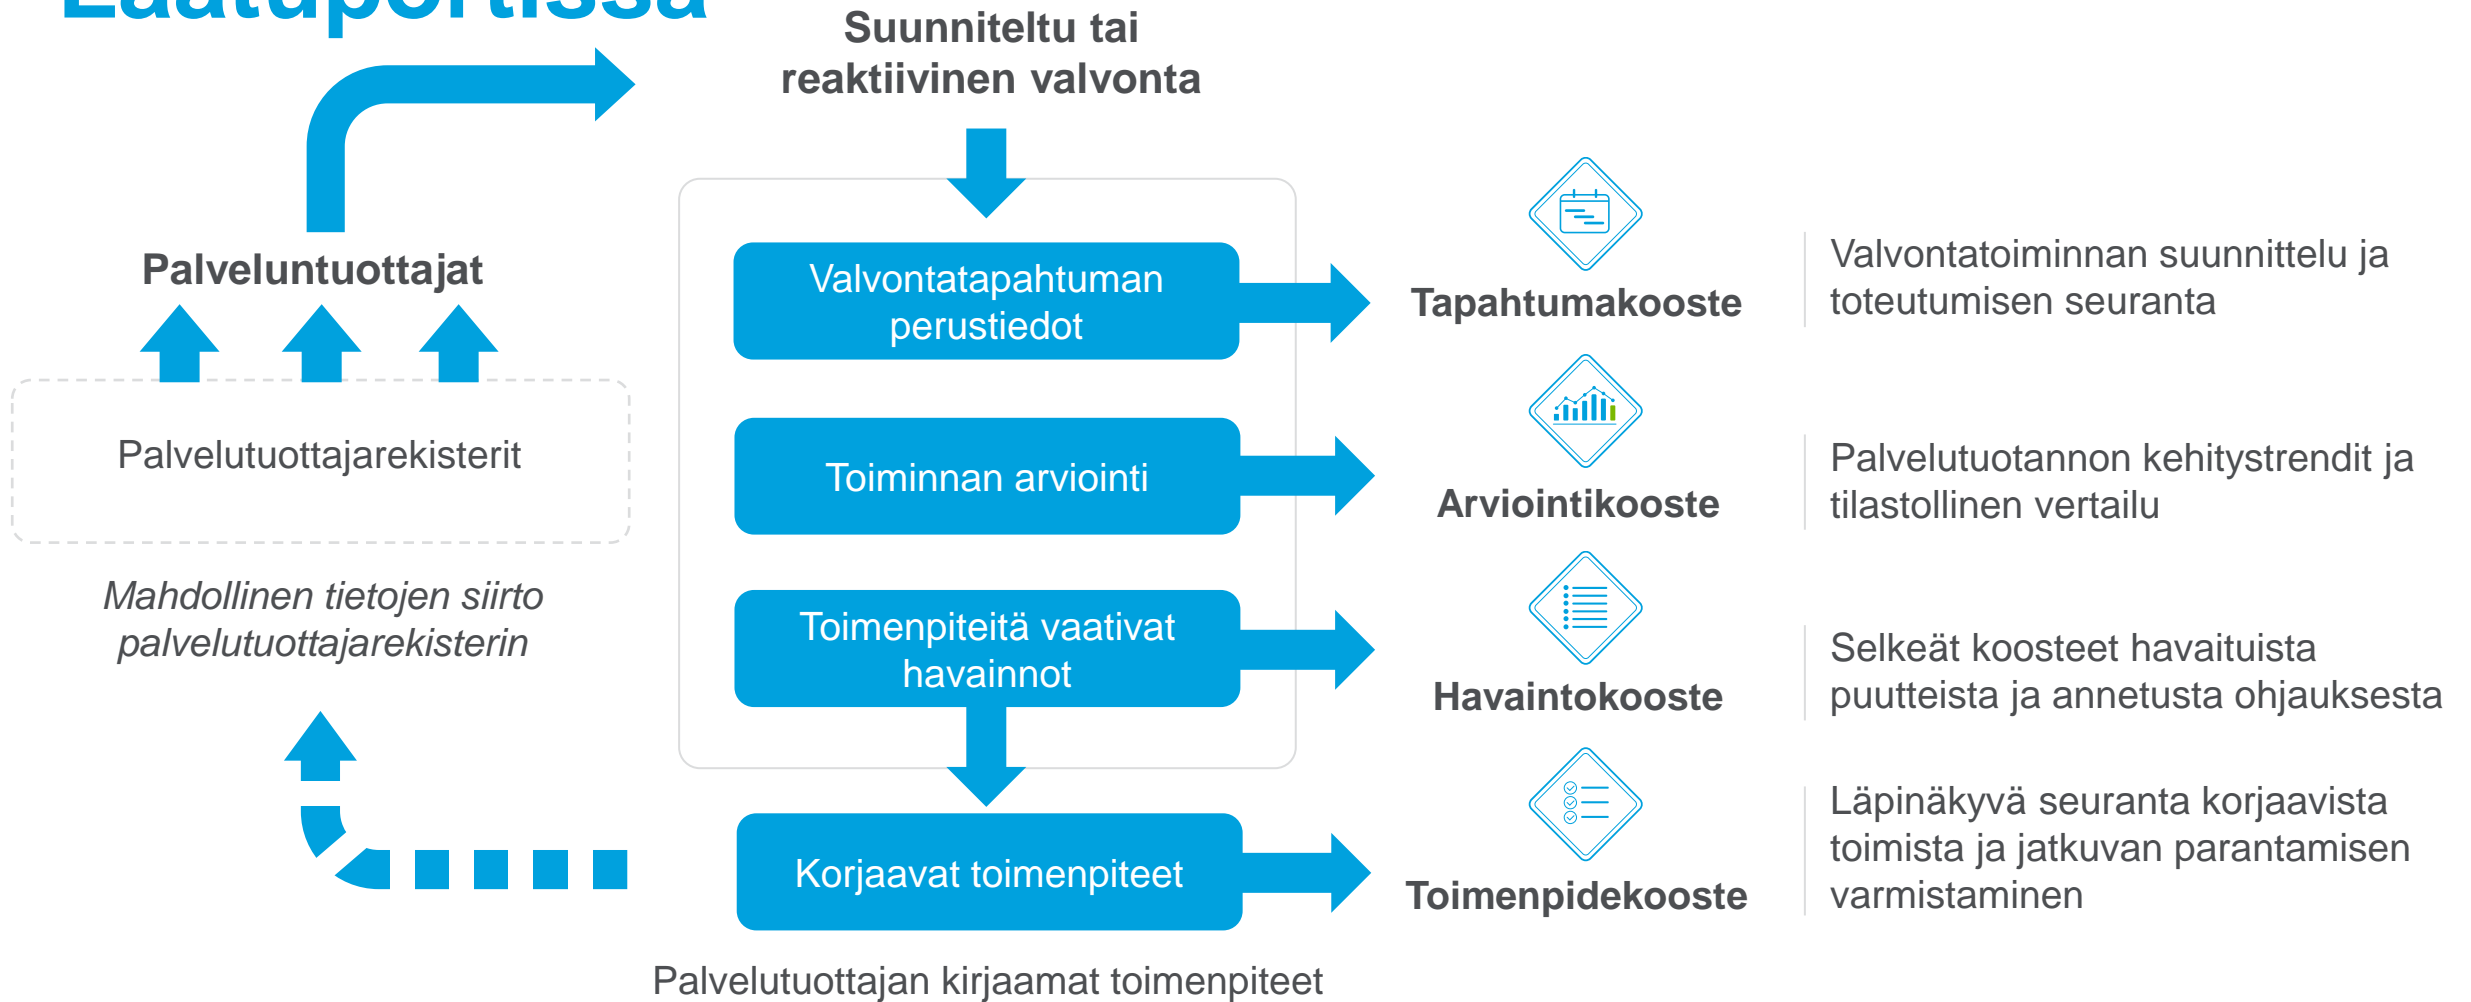 Laatuportissa
Suunniteltu tai
reaktiivinen valvonta
Palveluntuottajat
Palvelutuottajarekisterit
Mahdollinen tietojen siirto
palvelutuottajarekisterin
Valvontatapahtuman
perustiedot
Toiminnan arviointi
Toimenpiteitä vaativat
havainnot
Korjaavat toimenpiteet
Palvelutuottajan kirjaamat toimenpiteet
Tapahtumakooste
Valvontatoiminnan suunnittelu ja
toteutumisen seuranta
Arviointikooste
Palvelutuotannon kehitystrendit ja
tilastollinen vertailu
Havaintokooste
Selkeät koosteet havaituista
puutteista ja annetusta ohjauksesta
Toimenpidekooste
Läpinäkyvä seuranta korjaavista
toimista ja jatkuvan parantamisen
varmistaminen